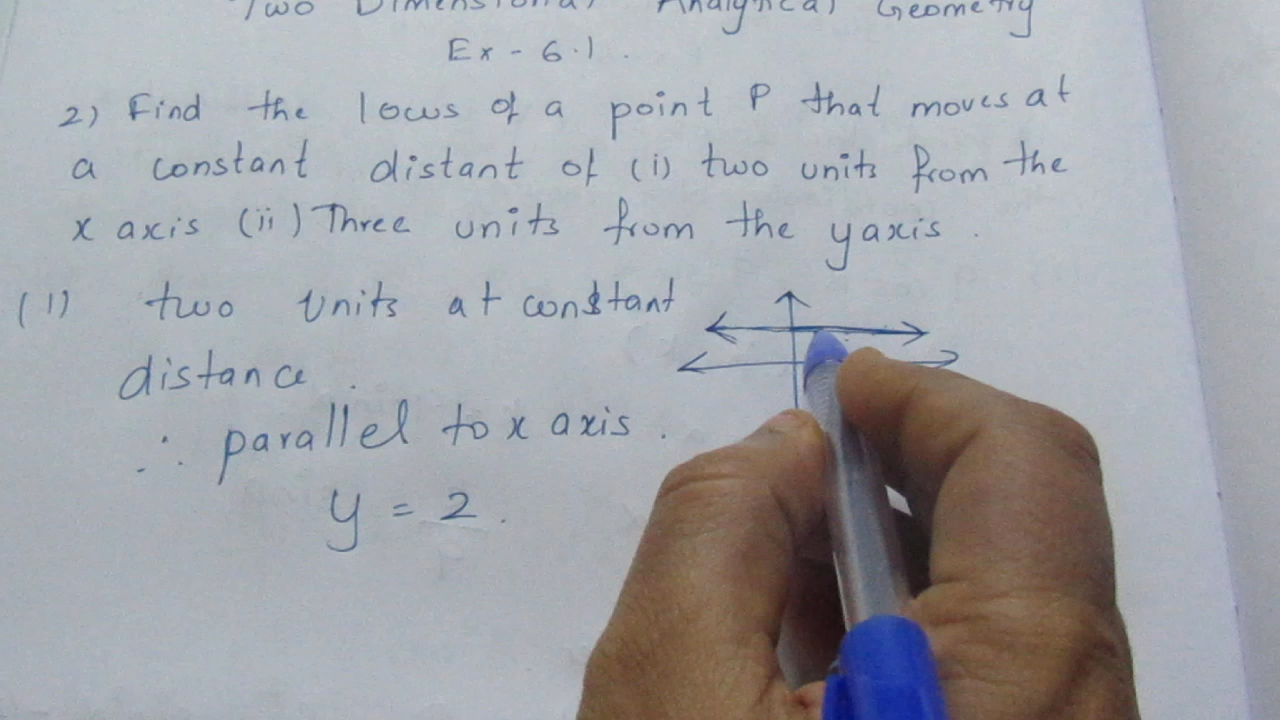 Two Dimensional Analytical Geometry
Ex - 6.1.
2) Find the locus of a point P that moves at
a constant distant of (i) two units from the
x axis (ii) Three units from the y axis.
(i) two units at constant
distance.
∴ parallel to x axis.
y = 2.